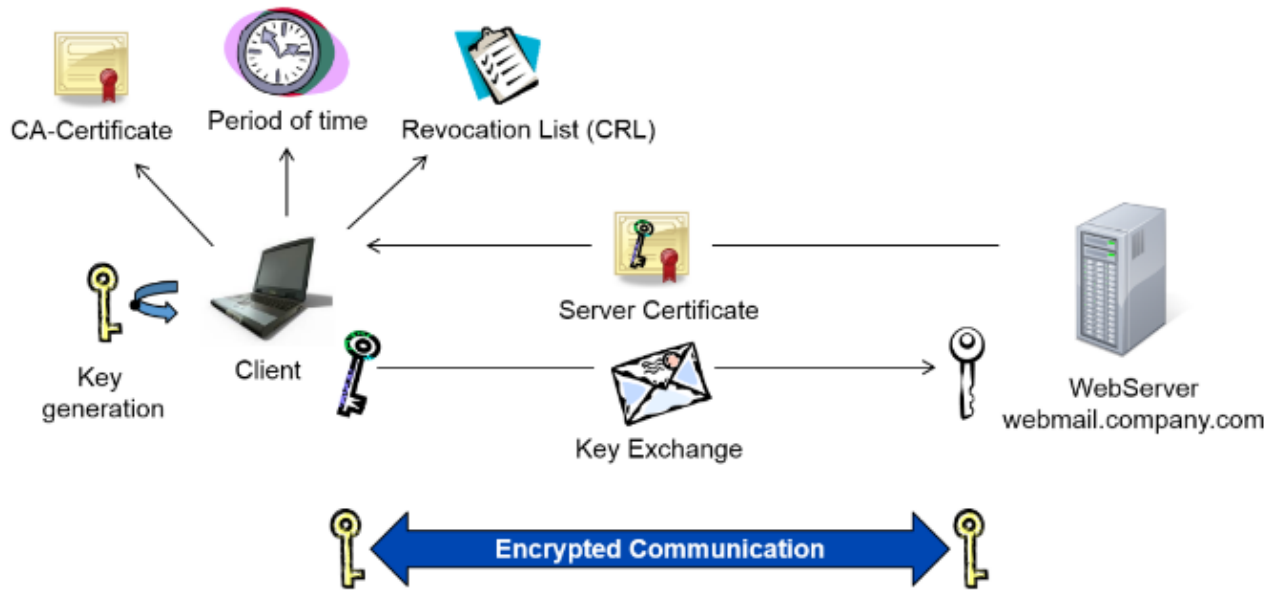 CA-Certificate
Period of time
Revocation List (CRL)
Server Certificate
Key
generation
Client
Key Exchange
WebServer
webmail.company.com
Encrypted Communication